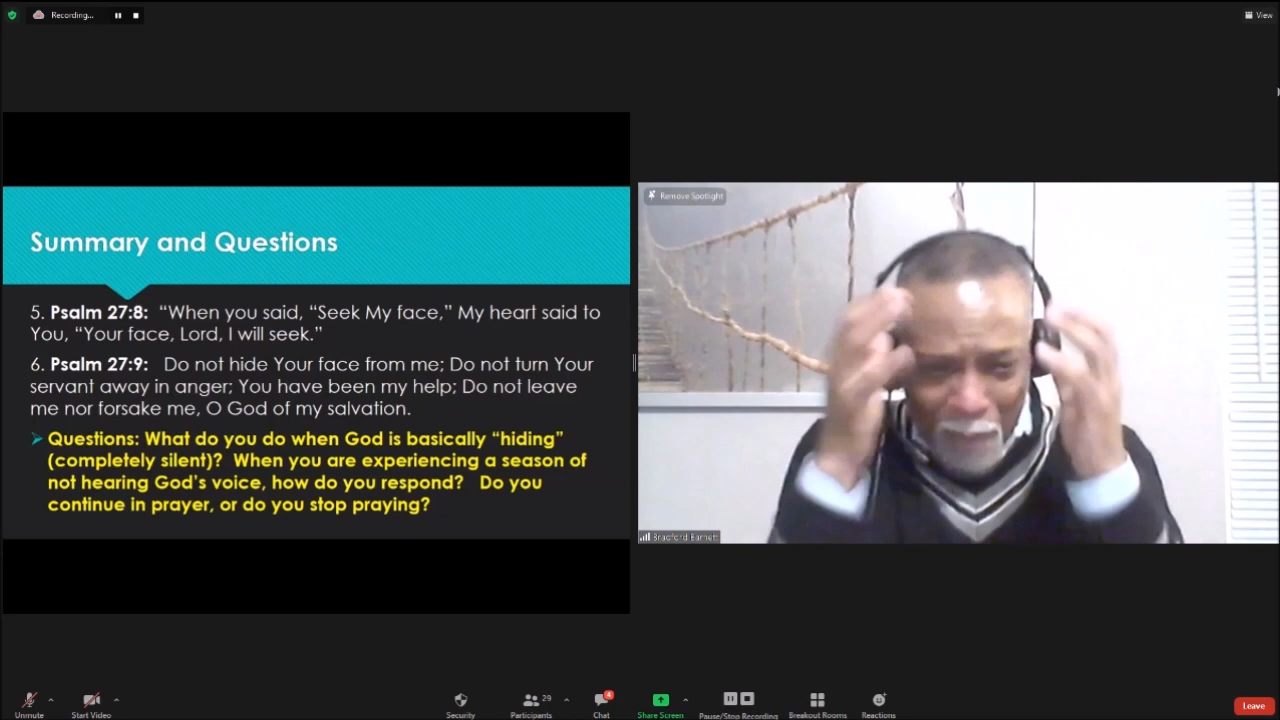 Recording...
View
Summary and Questions
5. Psalm 27:8: “When you said, “Seek My face,” My heart said to
You, “Your face, Lord, I will seek.”
6. Psalm 27:9: Do not hide Your face from me; Do not turn Your
servant away in anger; You have been my help; Do not leave
me nor forsake me, O God of my salvation.
Questions: What do you do when God is basically “hiding”
(completely silent)? When you are experiencing a season of
not hearing God’s voice, how do you respond? Do you
continue in prayer, or do you stop praying?
Remove Spotlight
Bradford Barnett
Unmute
Start Video
Security
Participants 29
Chat 4
Share Screen
Pause/Stop Recording
Breakout Rooms
Reactions
Leave